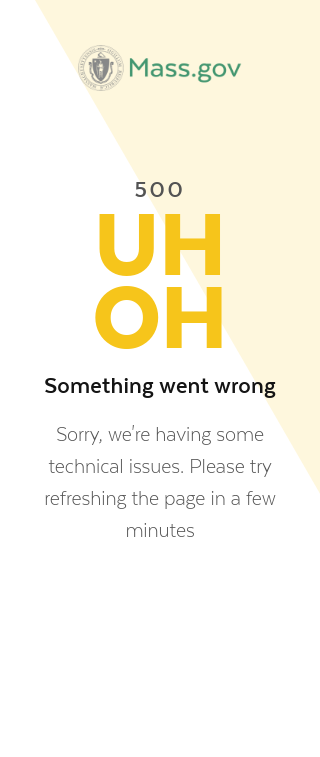 Mass.gov
500
UH
OH
Something went wrong
Sorry, we're having some
technical issues. Please try
refreshing the page in a few
minutes